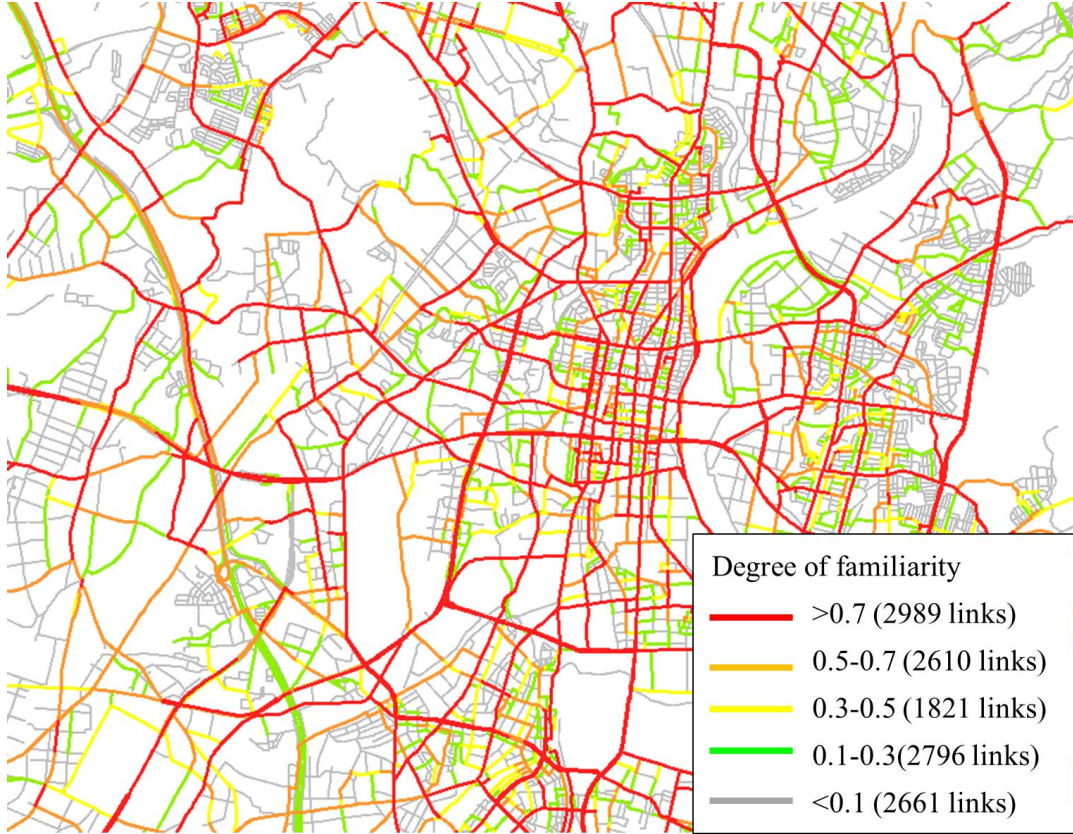 Degree of familiarity
>0.7 (2989 links)
0.5-0.7 (2610 links)
0.3-0.5 (1821 links)
0.1-0.3(2796 links)
<0.1 (2661 links)